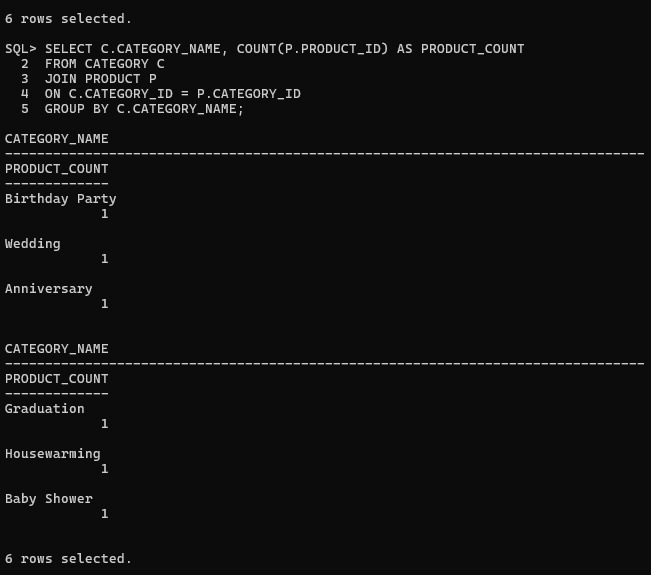 6 rows selected.
SQL> SELECT C.CATEGORY_NAME, COUNT(P.PRODUCT_ID) AS PRODUCT_COUNT
2 FROM CATEGORY C
3 JOIN PRODUCT P
4 ON C.CATEGORY_ID = P.CATEGORY_ID
5 GROUP BY C.CATEGORY_NAME;
CATEGORY_NAME
--------------------------------------------------------------------------------
PRODUCT_COUNT
-------------
Birthday Party
1
Wedding
1
Anniversary
1
CATEGORY_NAME
--------------------------------------------------------------------------------
PRODUCT_COUNT
-------------
Graduation
1
Housewarming
1
Baby Shower
1
6 rows selected.